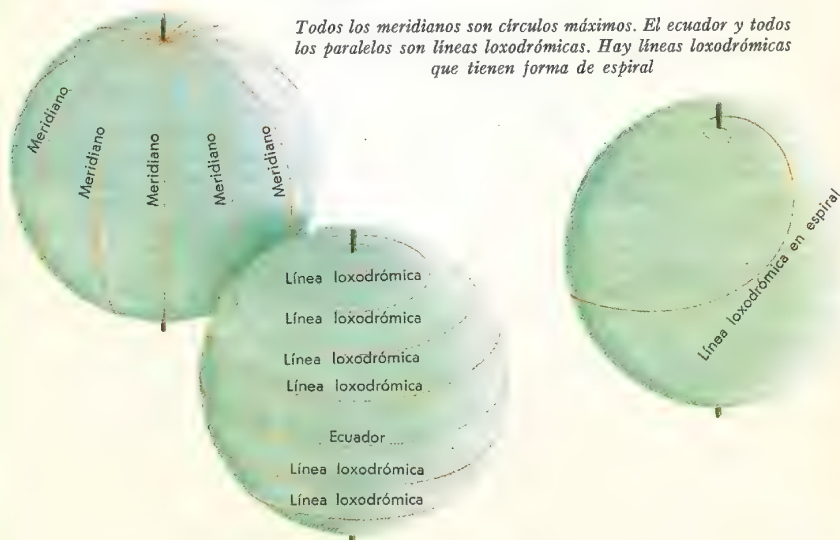 Todos los meridianos son círculos máximos. El ecuador y todos
los paralelos son líneas loxodrómicas. Hay líneas loxodrómicas
que tienen forma de espiral
Meridiano
Meridiano
Meridiano
Meridiano
Meridiano
Línea loxodrómica
Línea loxodrómica
Línea loxodrómica
Línea loxodrómica
Ecuador
Línea loxodrómica
Línea loxodrómica
Línea loxodrómica en espiral